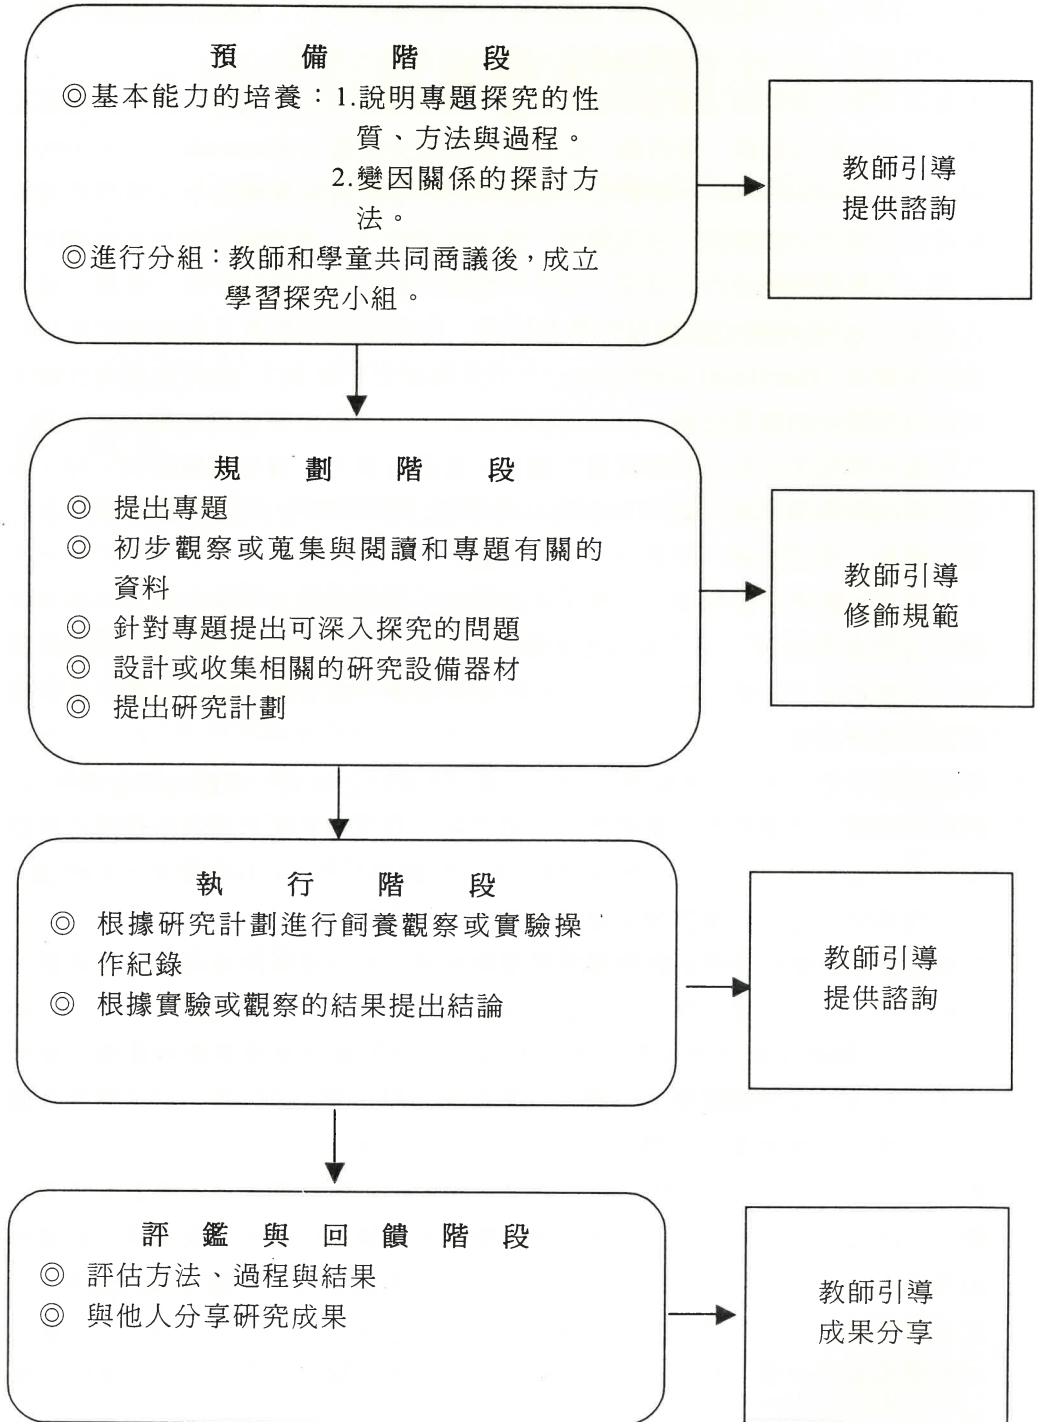 預備階段
◎基本能力的培養：1.說明專題探究的性
質、方法與過程。
2.變因關係的探討方
法。
◎進行分組：教師和學童共同商議後，成立
學習探究小組。
教師引導
提供諮詢
規劃階段
◎ 提出專題
◎ 初步觀察或蒐集與閱讀和專題有關的
資料
◎ 針對專題提出可深入探究的問題
◎ 設計或收集相關的研究設備器材
◎ 提出研究計劃
教師引導
修飾規範
執行階段
◎ 根據研究計劃進行飼養觀察或實驗操
作紀錄
◎ 根據實驗或觀察的結果提出結論
教師引導
提供諮詢
評鑑與回饋階段
◎ 評估方法、過程與結果
◎ 與他人分享研究成果
教師引導
成果分享